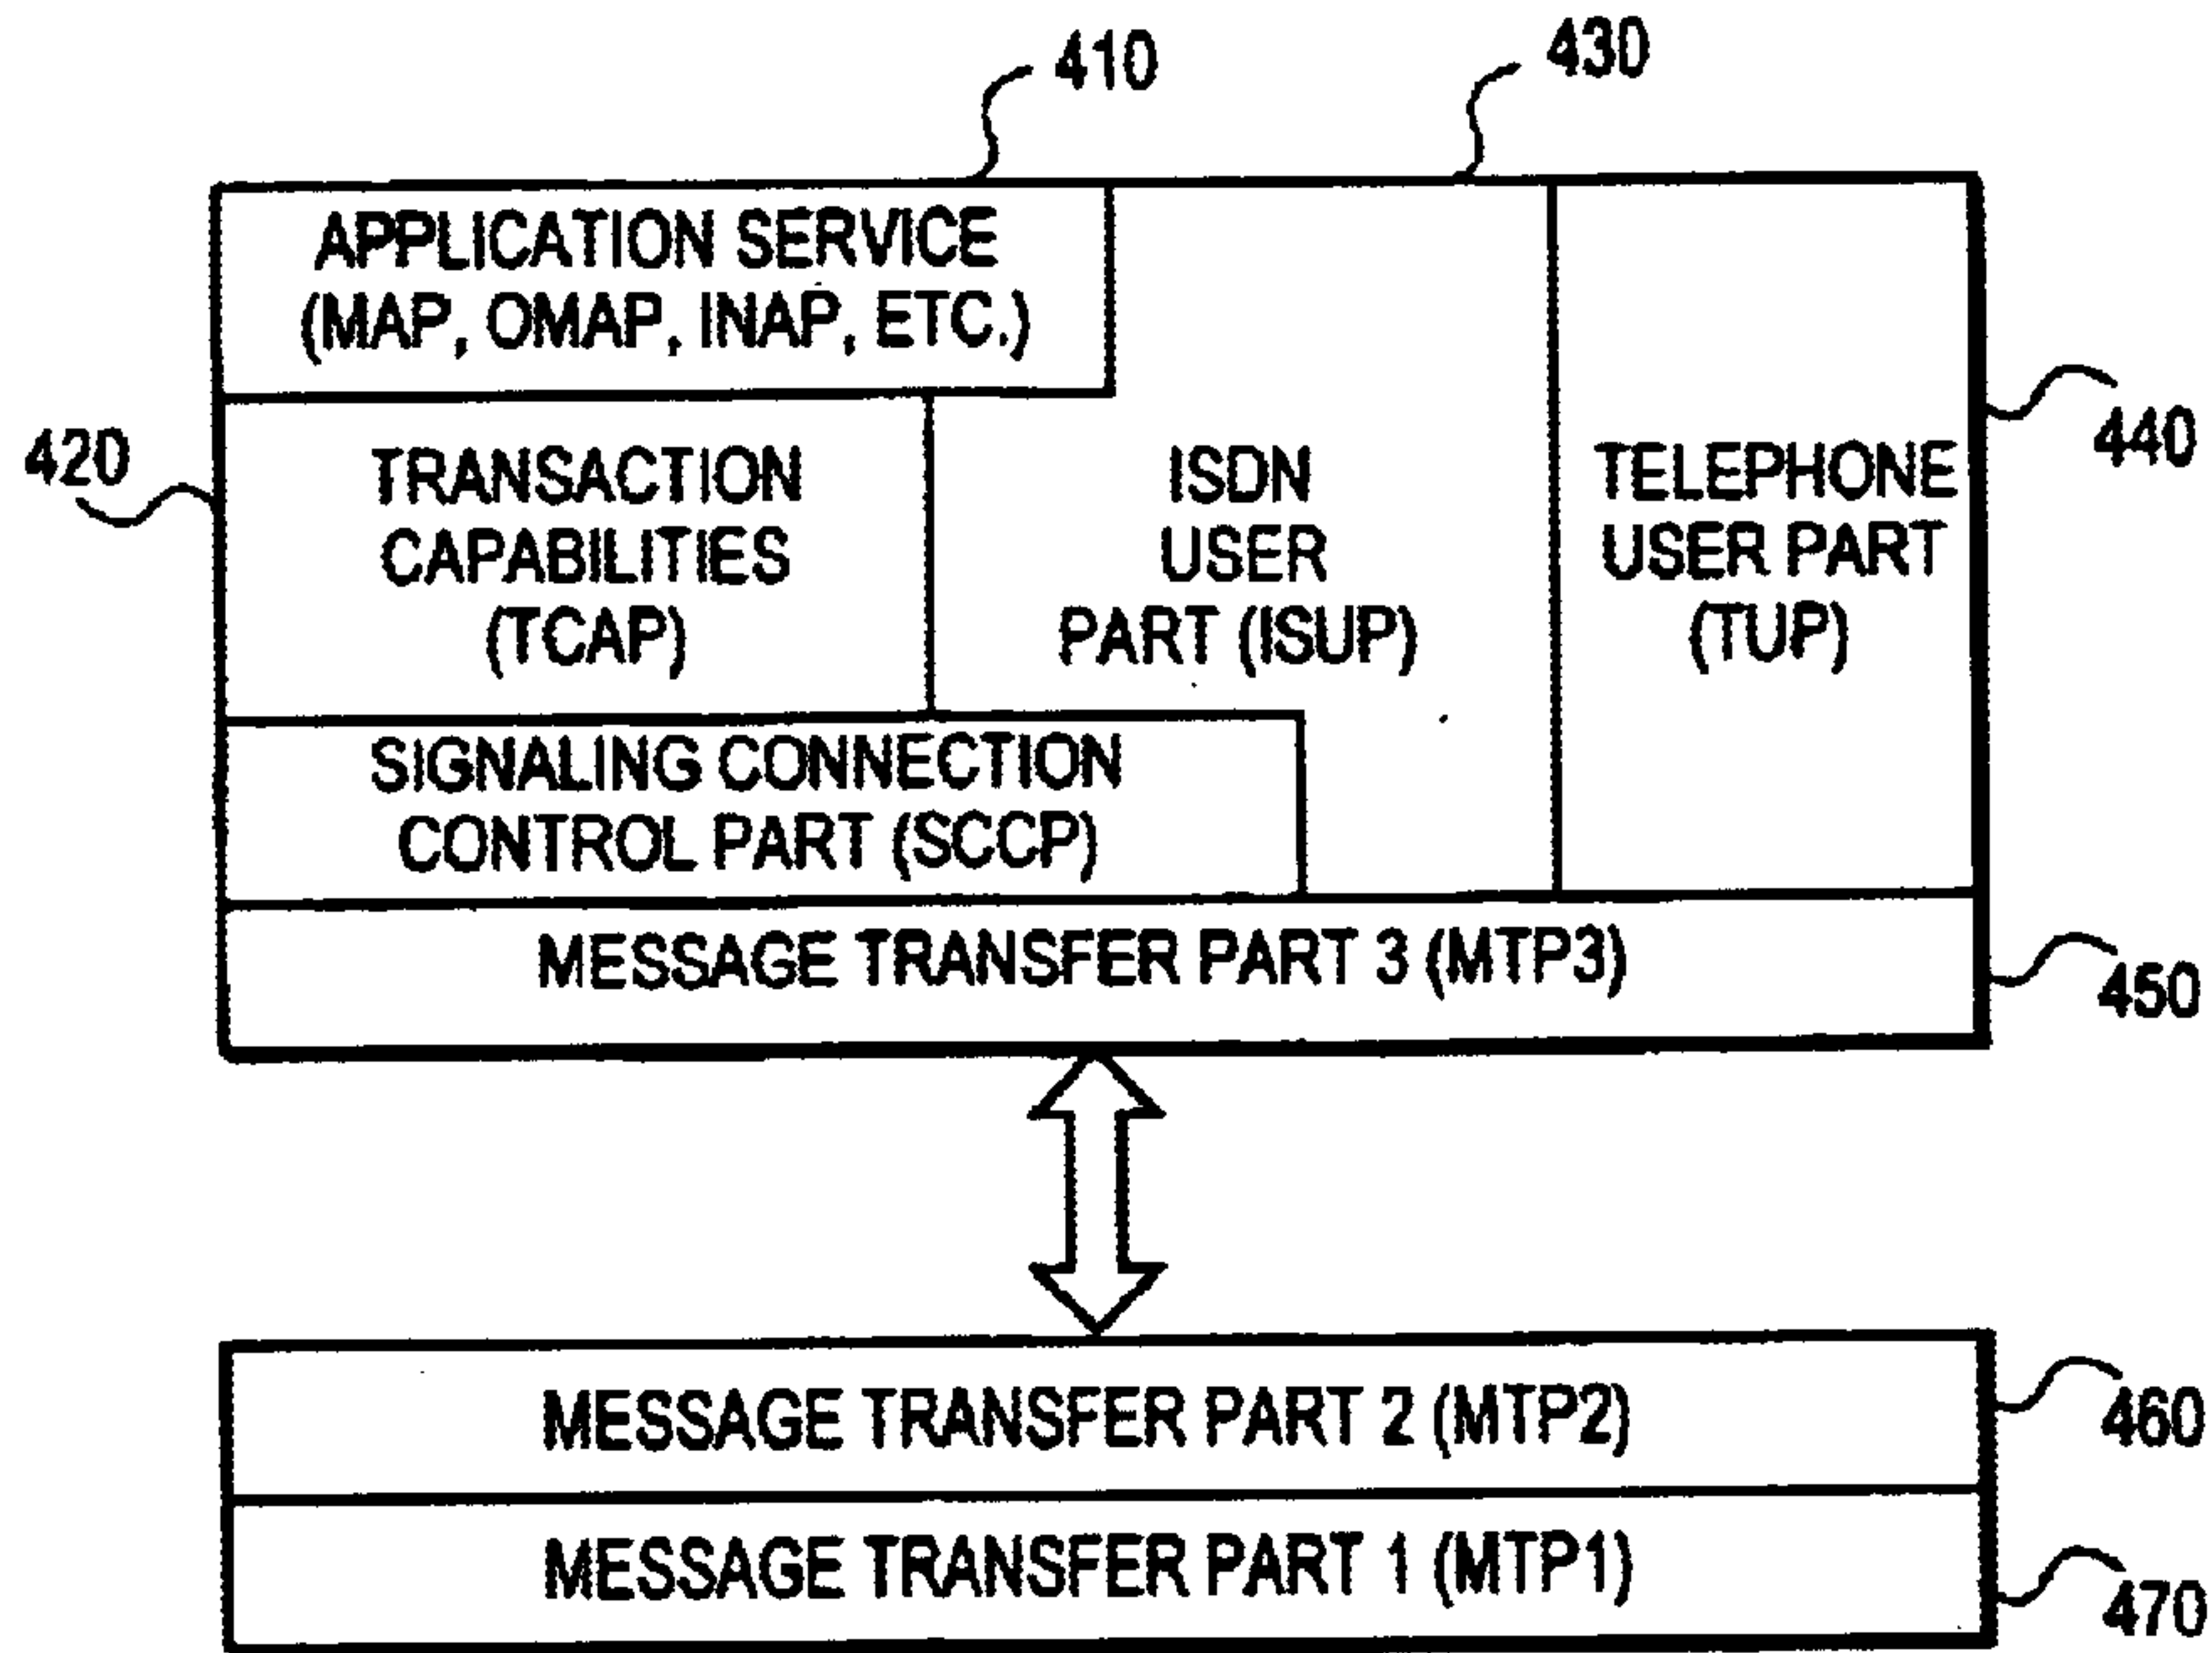 410
430
APPLICATION SERVICE
(MAP, OMAP, INAP, ETC.)
420
TRANSACTION
CAPABILITIES
(TCAP)
ISDN
USER
PART (ISUP)
TELEPHONE
USER PART
(TUP)
440
SIGNALING CONNECTION
CONTROL PART (SCCP)
MESSAGE TRANSFER PART 3 (MTP3)
450
MESSAGE TRANSFER PART 2 (MTP2)
460
MESSAGE TRANSFER PART 1 (MTP1)
470